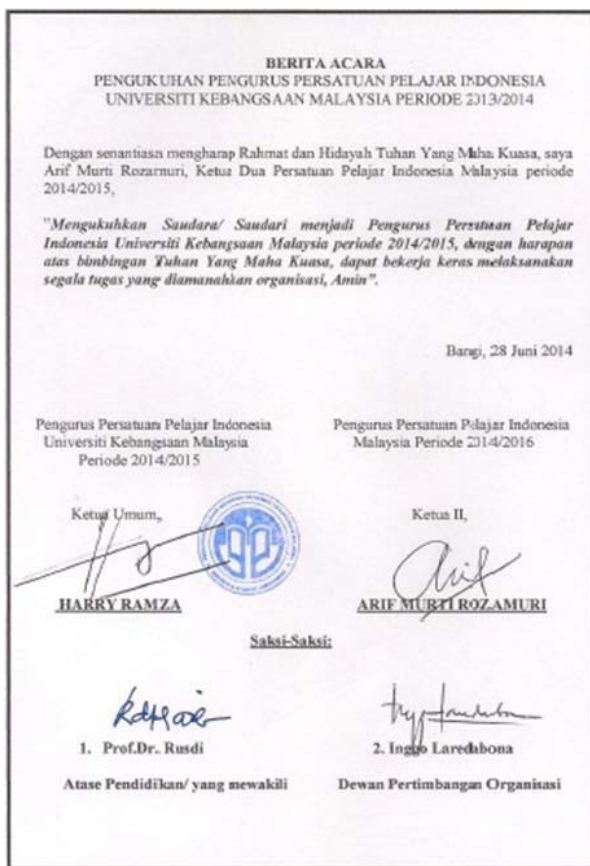 BERITA ACARA
PENGUKUHAN PENGURUS PERSATUAN PELAJAR INDONESIA
UNIVERSITI KEBANGSAAN MALAYSIA PERIODE 2013/2014
Dengan senantiasa mengharap Rahmat dan Hidayah Tuhan Yang Maha Kuasa, saya
Arif Murti Rozamuri, Ketua Dua Persatuan Pelajar Indonesia Malaysia periode
2014/2015,
"Mengukuhkan Saudara/ Saudari menjadi Pengurus Persatuan Pelajar
Indonesia Universiti Kebangsaan Malaysia periode 2014/2015, dengan harapan
atas bimbingan Tuhan Yang Maha Kuasa, dapat bekerja keras melaksanakan
segala tugas yang diamanahkan organisasi, Amin".
Bangi, 28 Juni 2014
Pengurus Persatuan Pelajar Indonesia
Universiti Kebangsaan Malaysia
Periode 2014/2015
Pengurus Persatuan Pelajar Indonesia
Malaysia Periode 2014/2016
Ketua Umum,
Ketua II,
HARRY RAMZA
ARIF MURTI ROZAMURI
Saksi-Saksi:
1. Prof.Dr. Rusdi
2. Inggo Laredabona
Atase Pendidikan/ yang mewakili
Dewan Pertimbangan Organisasi